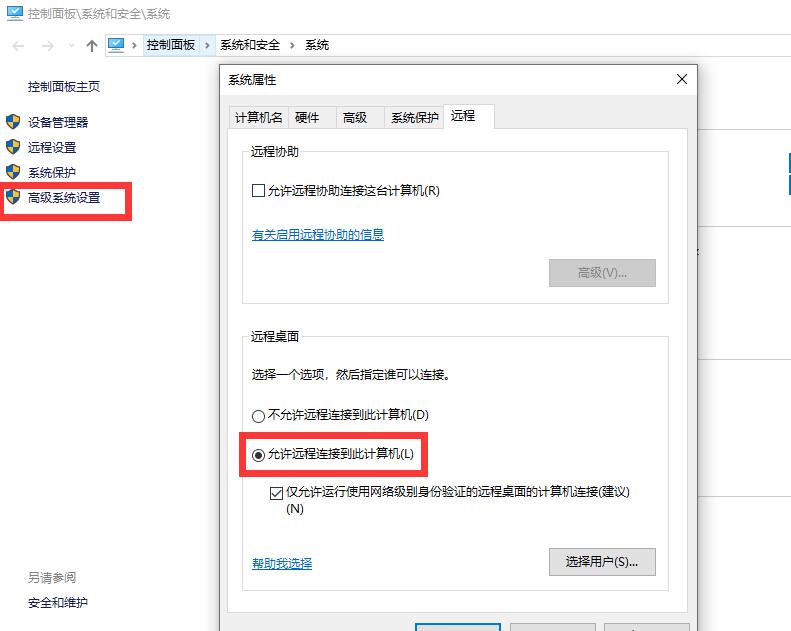 控制面板\系统和安全\系统
控制面板 系统和安全 系统
控制面板主页
设备管理器
远程设置
系统保护
高级系统设置
系统属性
计算机名 硬件 高级 系统保护 远程
远程协助
允许远程协助连接这台计算机(R)
有关启用远程协助的信息
高级(V)...
远程桌面
选择一个选项，然后指定谁可以连接。
不允许远程连接到此计算机(D)
允许远程连接到此计算机(L)
仅允许运行使用网络级别身份验证的远程桌面的计算机连接(建议)
(N)
帮助我选择
选择用户(S)...
另请参阅
安全和维护